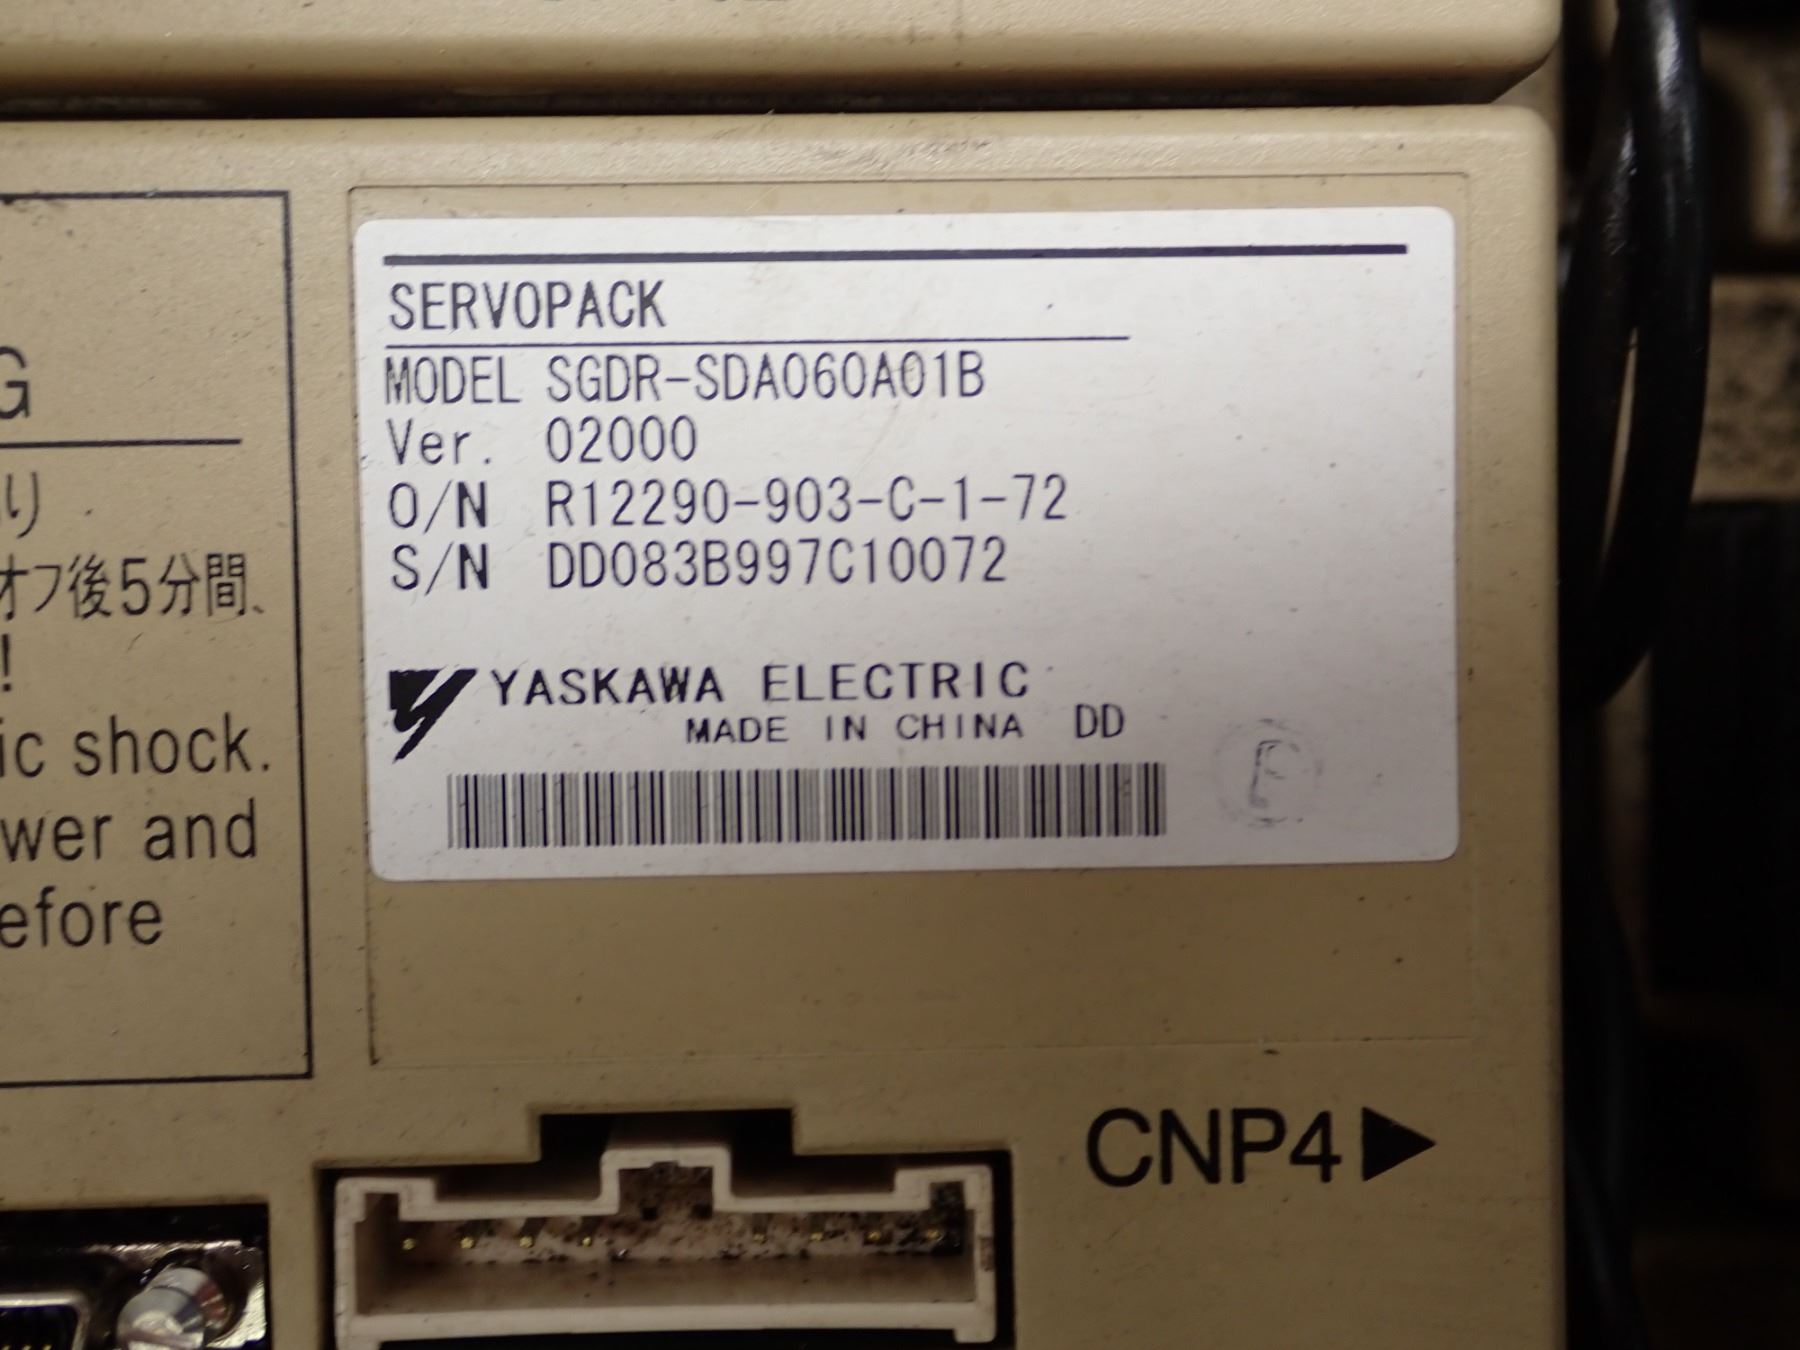 SERVOPACK
MODEL SGDR-SDA060A01B
Ver. 02000
O/N R12290-903-C-1-72
S/N DD083B997C10072
YASKAWA ELECTRIC
MADE IN CHINA DD
E
G
り
オフ後5分間、
!
ic shock.
wer and
efore
CNP4▶